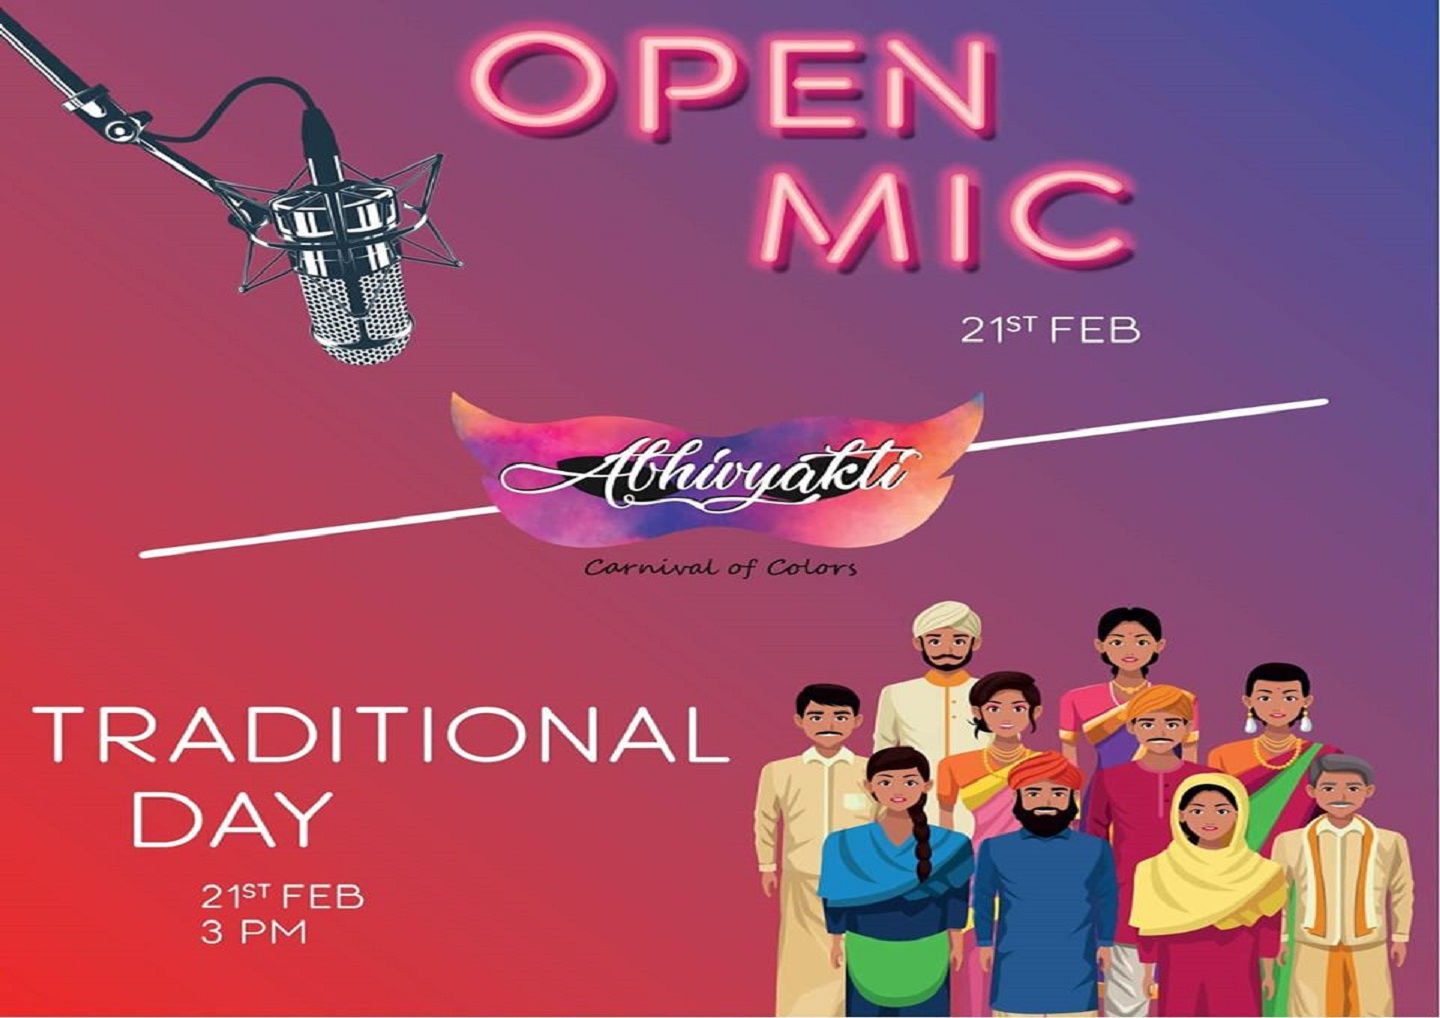 OPEN
MIC
21ST FEB
Abhivyakti
Carnival of Colors
TRADITIONAL
DAY
21ST FEB
3 PM